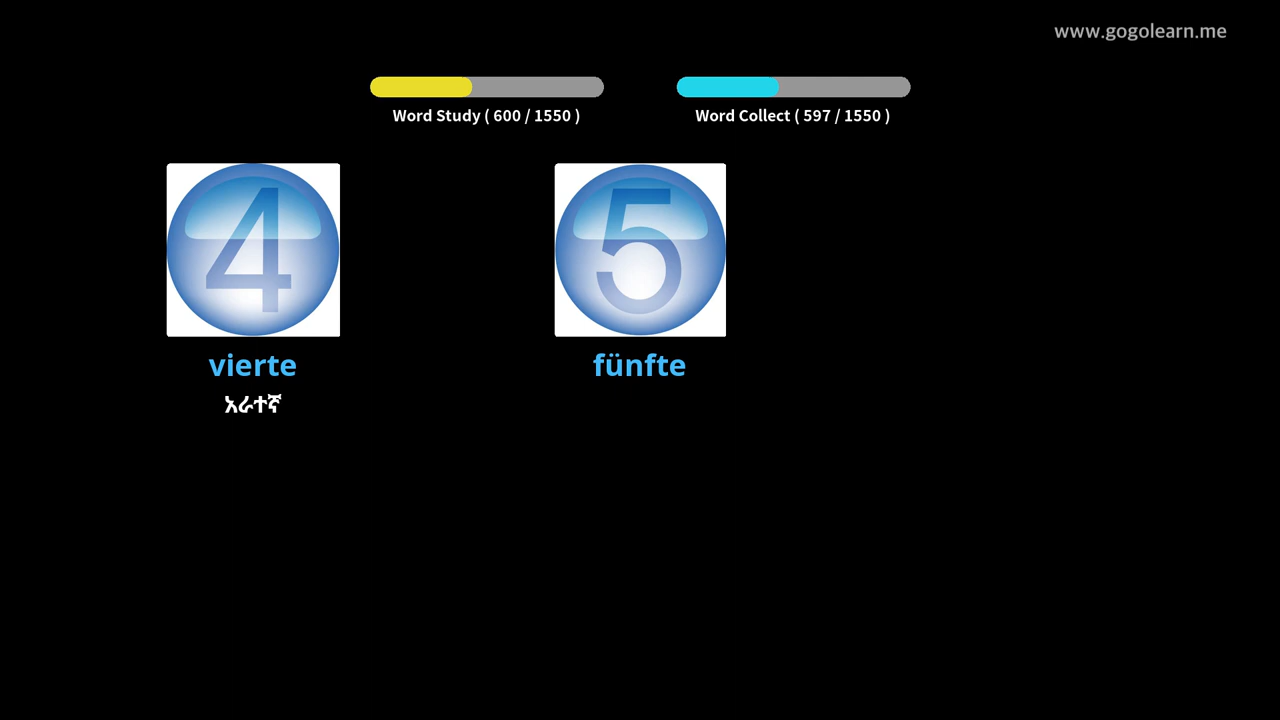 www.gogolearn.me
Word Study ( 600 / 1550 )
Word Collect ( 597 / 1550 )
4
5
vierte
fünfte
አራተኛ